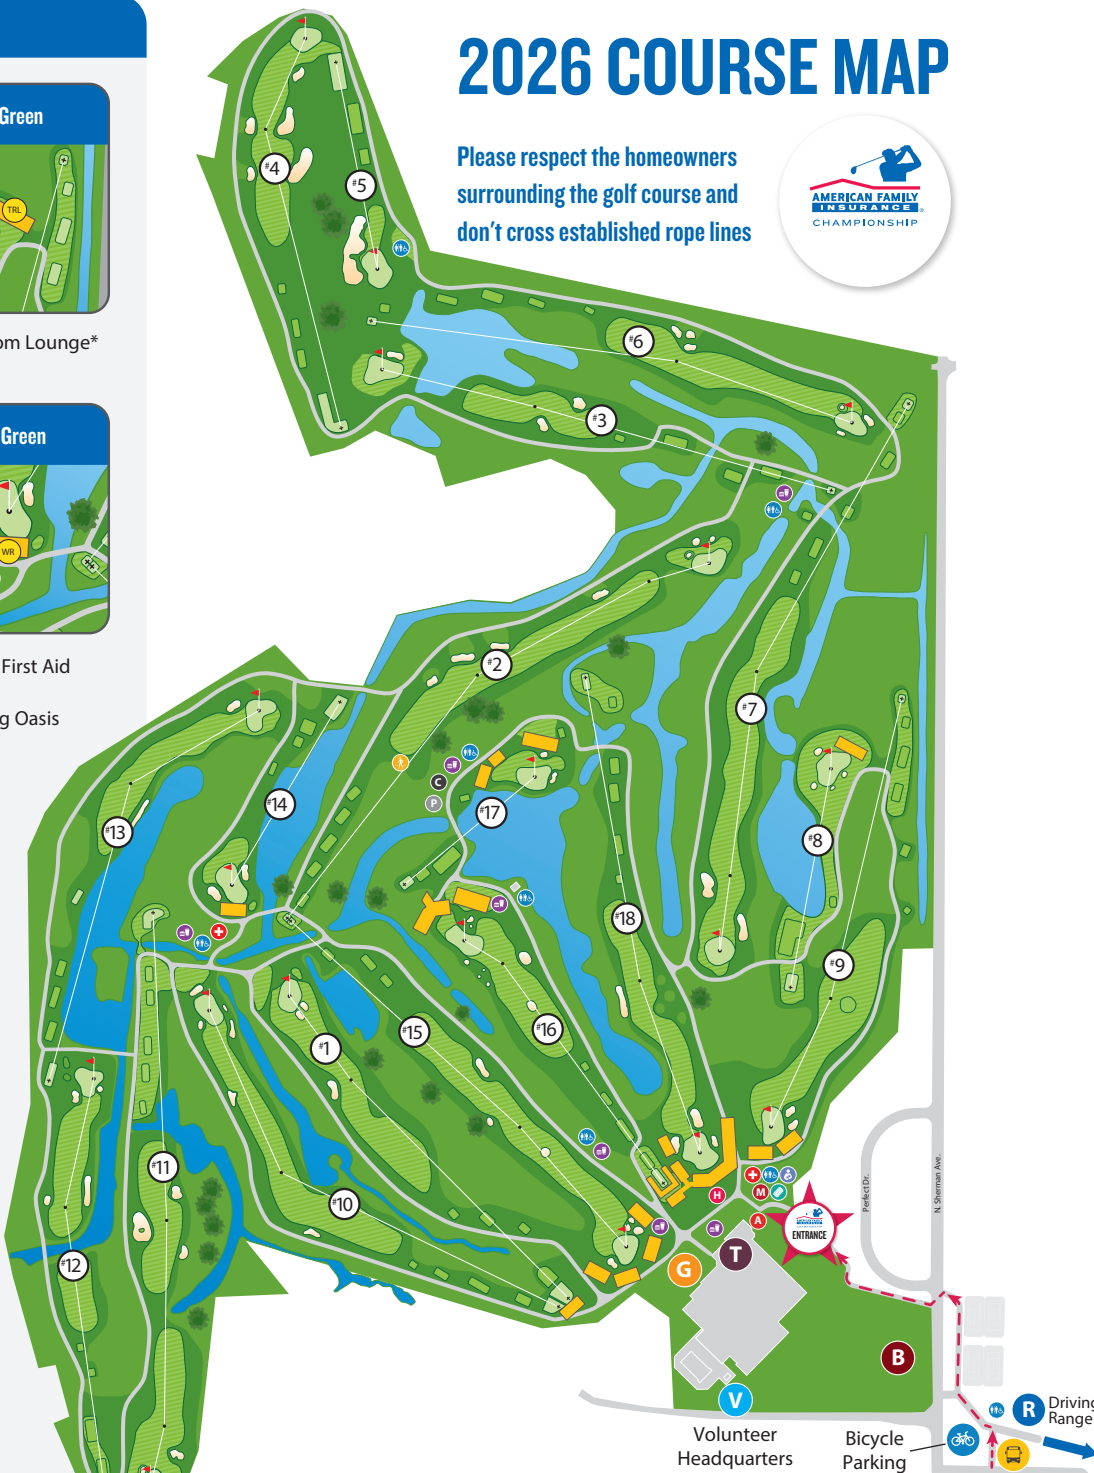 2026 COURSE MAP
Please respect the homeowners
surrounding the golf course and
don't cross established rope lines
AMERICAN FAMILY
INSURANCE®
CHAMPIONSHIP
Green
TRL
om Lounge*
Green
WR
First Aid
g Oasis
#4
#5
#6
#3
#2
#7
#14
#13
#17
#8
#18
#9
#16
#15
#1
#11
#10
#12
C
P
H
M
A
T
G
B
V
R
ENTRANCE
Perfect Dr.
N. Sherman Ave.
Driving
Range
Volunteer
Headquarters
Bicycle
Parking